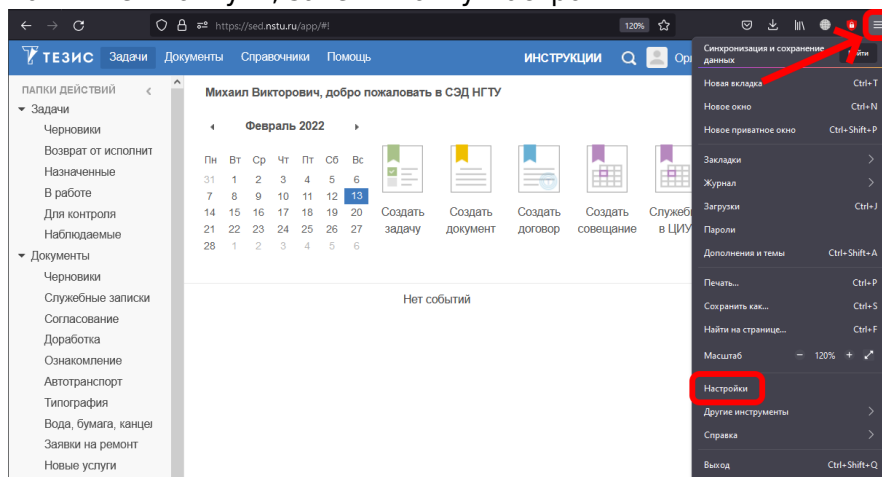 https://sed.nstu.ru/app/#!
120%
ТЕЗИС Задачи Документы Справочники Помощь ИНСТРУКЦИИ
ПАПКИ ДЕЙСТВИЙ
Задачи
Черновики
Возврат от исполнит
Назначенные
В работе
Для контроля
Наблюдаемые
Документы
Черновики
Служебные записки
Согласование
Доработка
Ознакомление
Автотранспорт
Типография
Вода, бумага, канцел
Заявки на ремонт
Новые услуги
Михаил Викторович, добро пожаловать в СЭД НГТУ
Февраль 2022
Пн Вт Ср Чт Пт Сб Вс
31 1 2 3 4 5 6
7 8 9 10 11 12 13
14 15 16 17 18 19 20
21 22 23 24 25 26 27
28 1 2 3 4 5 6
Создать задачу
Создать документ
Создать договор
Создать совещание
Служеб
в ЦИУ
Нет событий
Синхронизация и сохранение данных
Новая вкладка Ctrl+T
Новое окно Ctrl+N
Новое приватное окно Ctrl+Shift+P
Закладки
Журнал
Загрузки Ctrl+J
Пароли
Дополнения и темы Ctrl+Shift+A
Печать... Ctrl+P
Сохранить как... Ctrl+S
Найти на странице... Ctrl+F
Масштаб − 120% +
Настройки
Другие инструменты
Справка
Выход Ctrl+Shift+Q